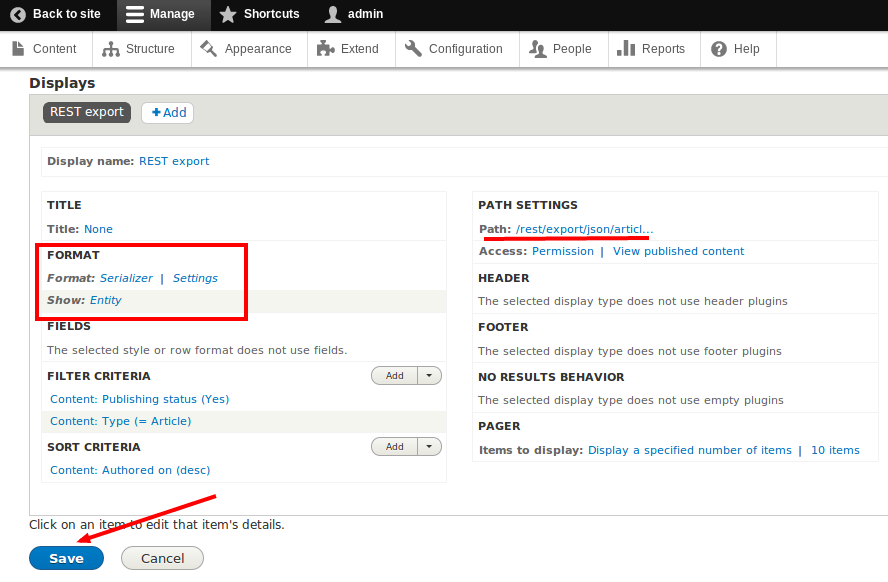 Back to site Manage Shortcuts admin
Content Structure Appearance Extend Configuration People Reports Help
Displays
REST export +Add
Display name: REST export
TITLE
Title: None
FORMAT
Format: Serializer | Settings
Show: Entity
FIELDS
The selected style or row format does not use fields.
FILTER CRITERIA Add
Content: Publishing status (Yes)
Content: Type (= Article)
SORT CRITERIA Add
Content: Authored on (desc)
PATH SETTINGS
Path: /rest/export/json/articl...
Access: Permission | View published content
HEADER
The selected display type does not use header plugins
FOOTER
The selected display type does not use footer plugins
NO RESULTS BEHAVIOR
The selected display type does not use empty plugins
PAGER
Items to display: Display a specified number of items | 10 items
Click on an item to edit that item's details.
Save Cancel